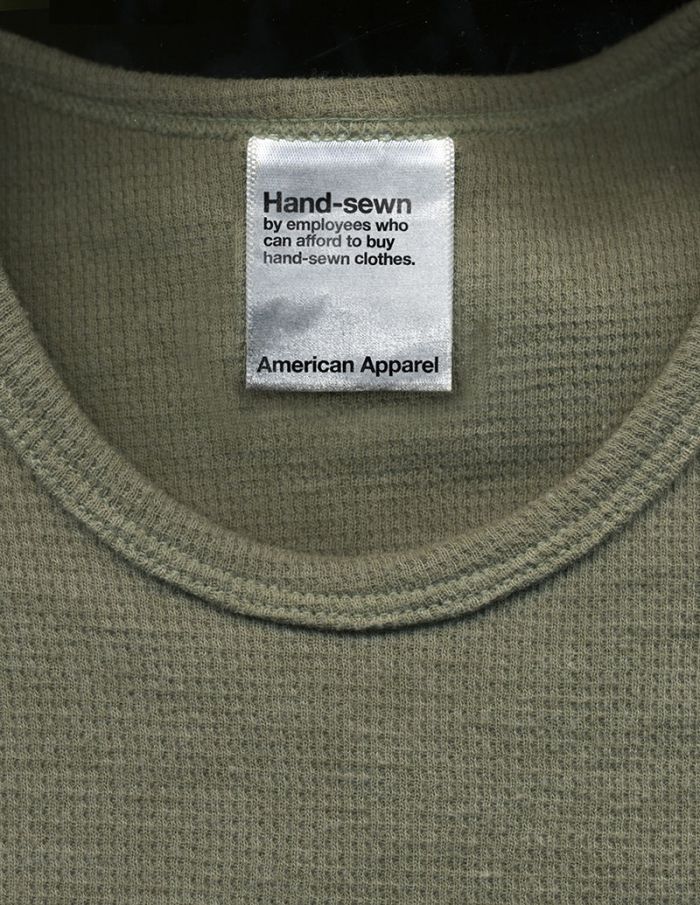 Hand-sewn
by employees who
can afford to buy
hand-sewn clothes.
American Apparel